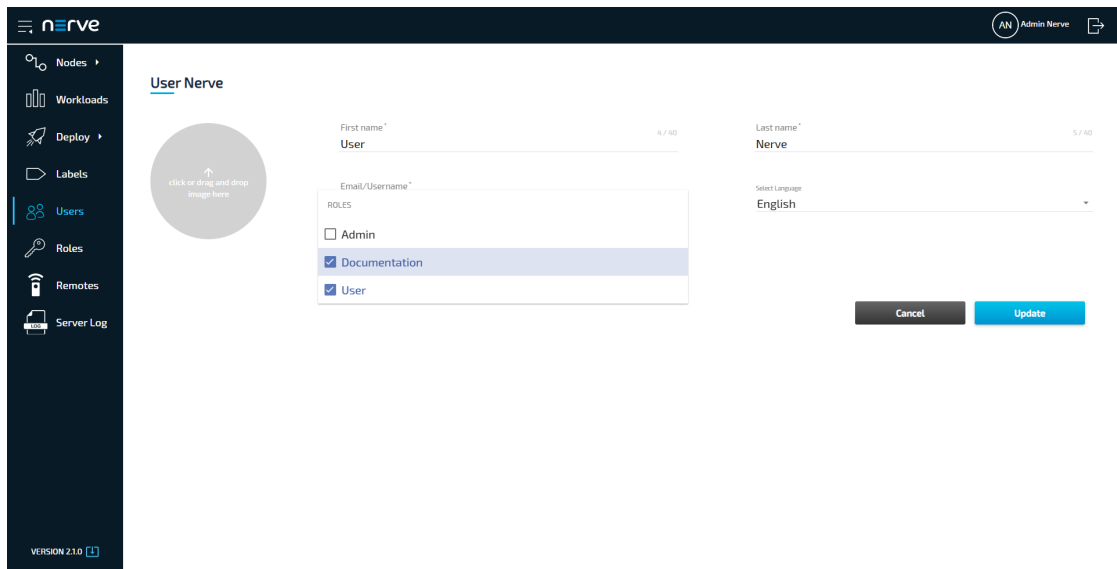 nerve
AN Admin Nerve
Nodes
Workloads
Deploy
Labels
Users
Roles
Remotes
LOG Server Log
VERSION 2.1.0
User Nerve
click or drag and drop
image here
First name*
4 / 40
User
Last name*
5 / 40
Nerve
Email/Username*
Select Language
English
ROLES
Admin
Documentation
User
Cancel
Update